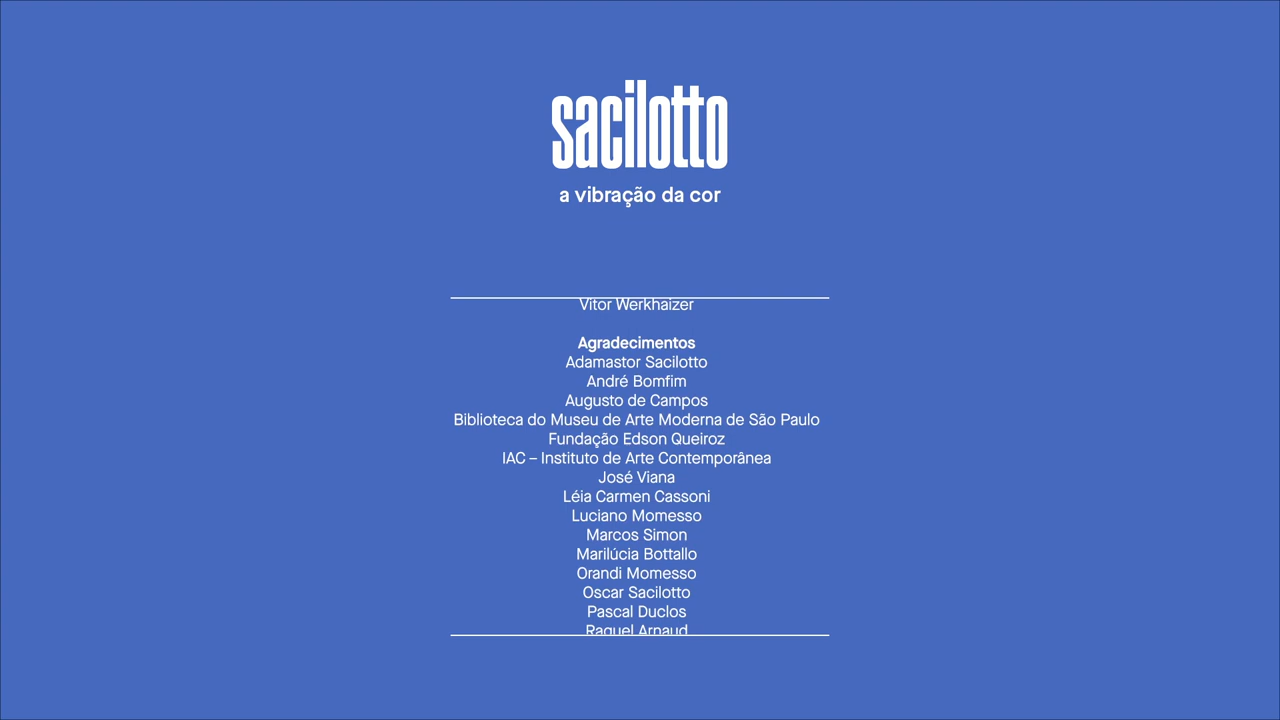 sacilotto
a vibração da cor
Vitor Werkhaizer
Agradecimentos
Adamastor Sacilotto
André Bomfim
Augusto de Campos
Biblioteca do Museu de Arte Moderna de São Paulo
Fundação Edson Queiroz
IAC – Instituto de Arte Contemporânea
José Viana
Léia Carmen Cassoni
Luciano Momesso
Marcos Simon
Marilúcia Bottallo
Orandi Momesso
Oscar Sacilotto
Pascal Duclos
Raquel Arnaud